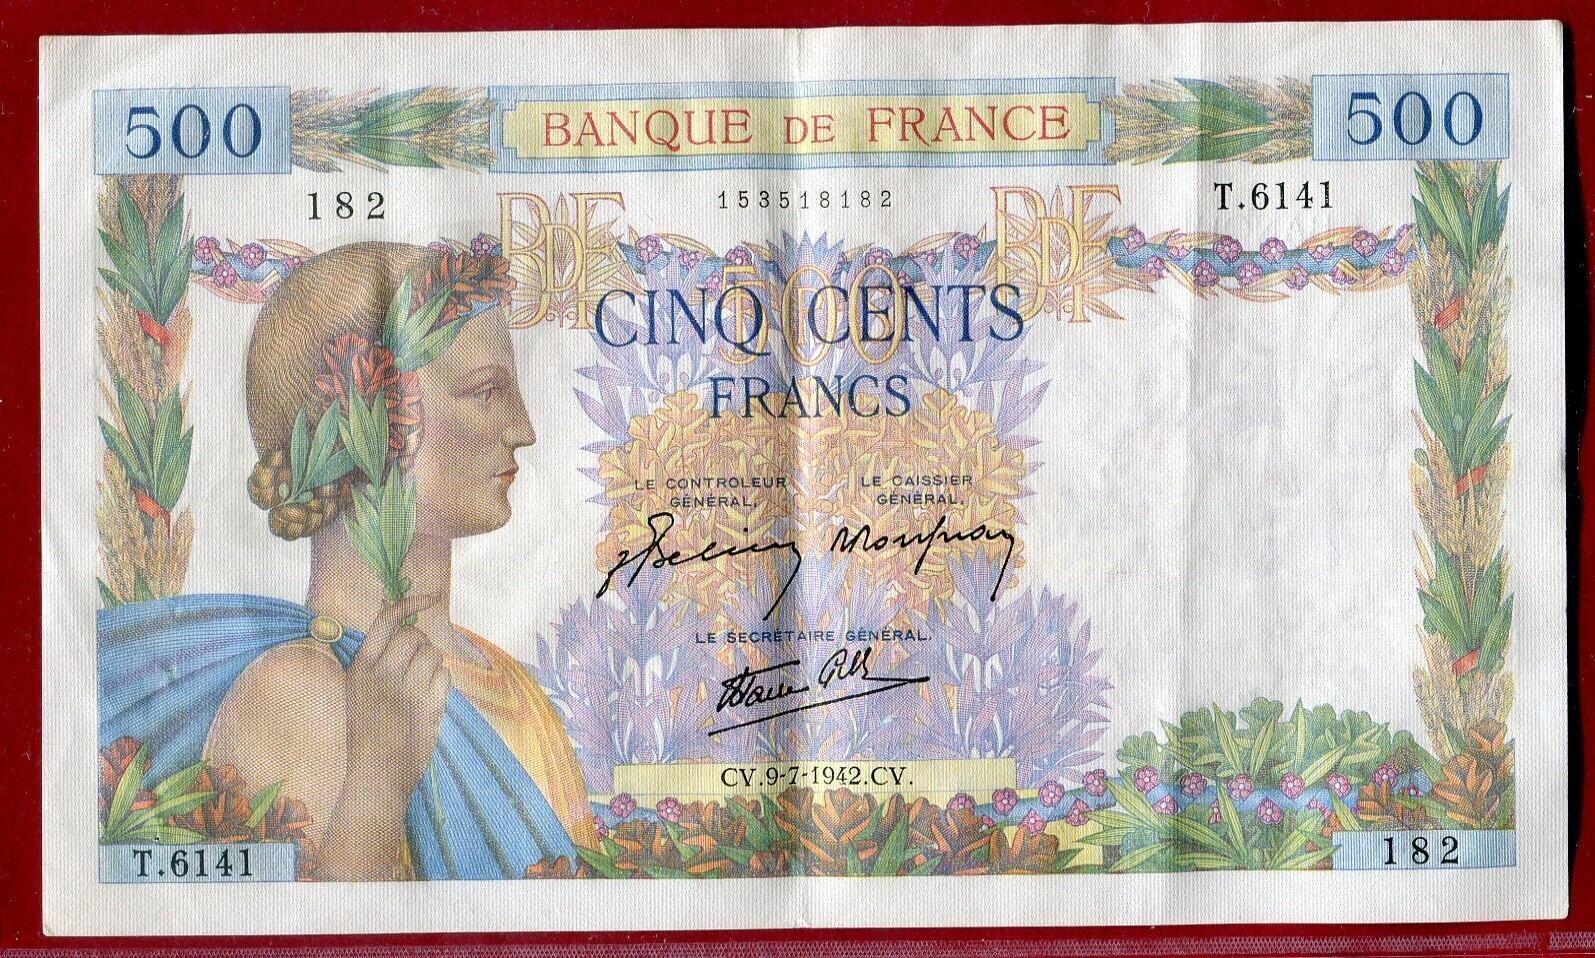 500 BANQUE DE FRANCE 500
182 153518182 T.6141
BDF BDF
500
CINQ CENTS
FRANCS
LE CONTROLEUR GÉNÉRAL,
LE CAISSIER GÉNÉRAL,
LE SECRÉTAIRE GÉNÉRAL,
CV.9-7-1942.CV.
T.6141 182